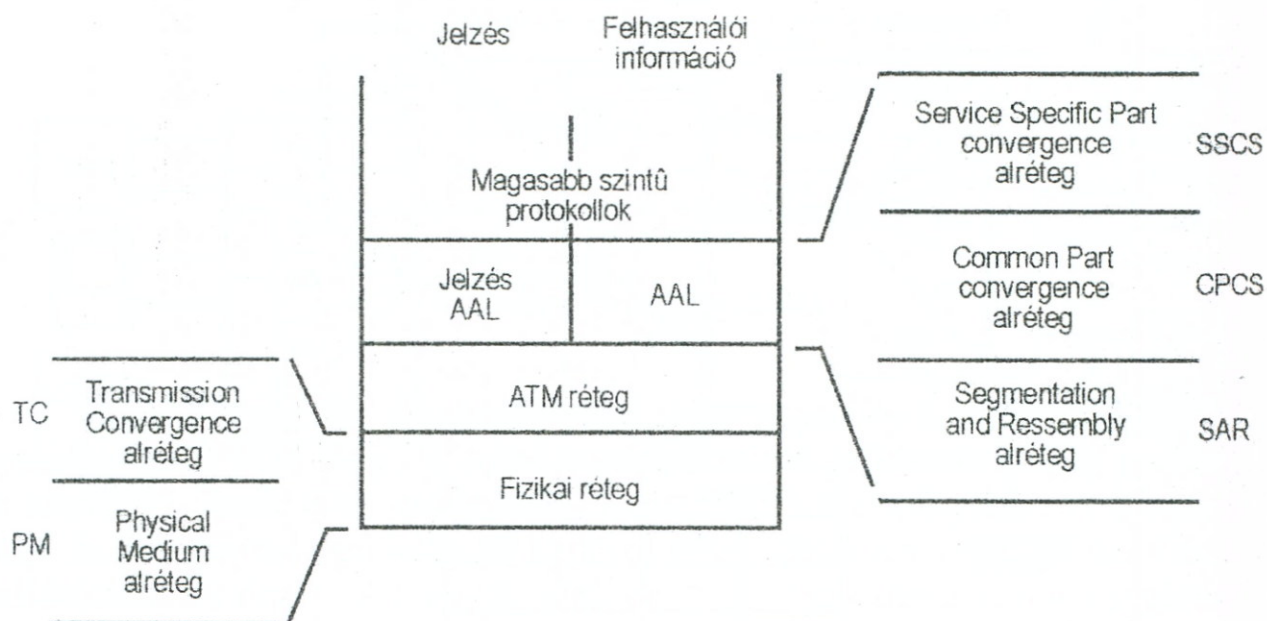 Jelzés
Felhasználói
információ
Magasabb szintû
protokollok
Jelzés
AAL
AAL
ATM réteg
Fizikai réteg
TC
Transmission
Convergence
alréteg
PM
Physical
Medium
alréteg
Service Specific Part
convergence
alréteg
SSCS
Common Part
convergence
alréteg
CPCS
Segmentation
and Ressembly
alréteg
SAR